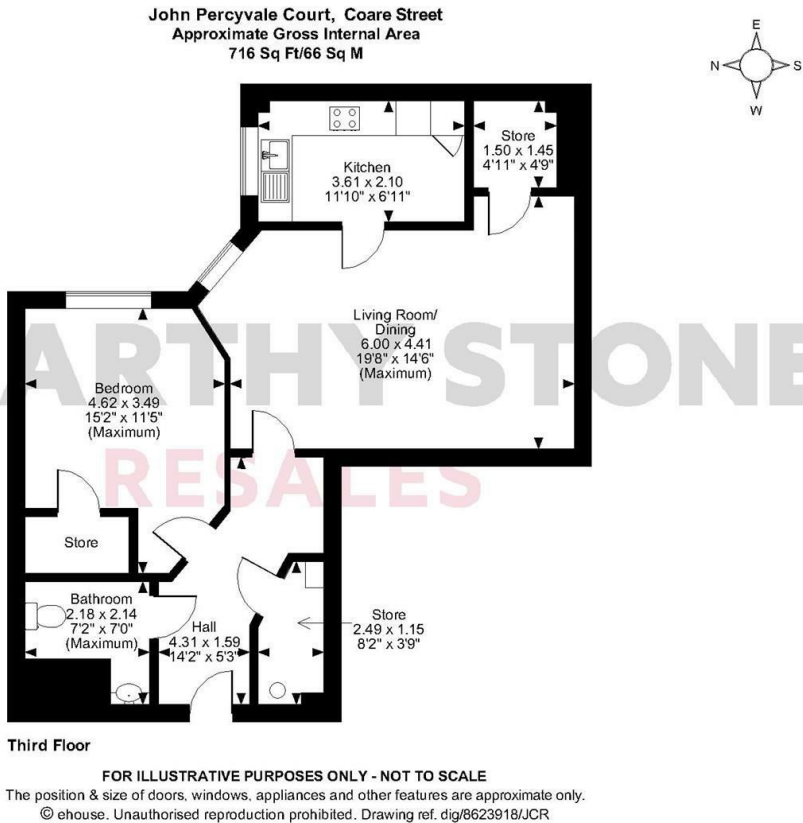 John Percyvale Court, Coare Street
Approximate Gross Internal Area
716 Sq Ft/66 Sq M
E
N
S
W
Kitchen
3.61 x 2.10
11'10" x 6'11"
Store
1.50 x 1.45
4'11" x 4'9"
Living Room/
Dining
6.00 x 4.41
19'8" x 14'6"
(Maximum)
ARTHY STONE
RESALES
Bedroom
4.62 x 3.49
15'2" x 11'5"
(Maximum)
Store
Bathroom
2.18 x 2.14
7'2" x 7'0"
(Maximum)
Hall
4.31 x 1.59
14'2" x 5'3"
Store
2.49 x 1.15
8'2" x 3'9"
Third Floor
FOR ILLUSTRATIVE PURPOSES ONLY - NOT TO SCALE
The position & size of doors, windows, appliances and other features are approximate only.
© ehouse. Unauthorised reproduction prohibited. Drawing ref. dig/8623918/JCR